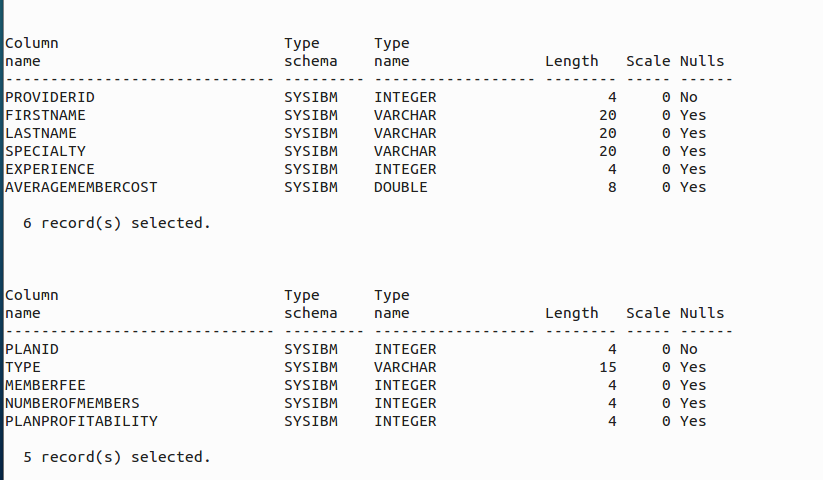 Column                         Type      Type
name                           schema    name               Length   Scale Nulls
------------------------------ --------- ------------------ -------- ----- ------
PROVIDERID                     SYSIBM    INTEGER                   4     0 No
FIRSTNAME                      SYSIBM    VARCHAR                  20     0 Yes
LASTNAME                       SYSIBM    VARCHAR                  20     0 Yes
SPECIALTY                      SYSIBM    VARCHAR                  20     0 Yes
EXPERIENCE                     SYSIBM    INTEGER                   4     0 Yes
AVERAGEMEMBERCOST              SYSIBM    DOUBLE                    8     0 Yes
  6 record(s) selected.
Column                         Type      Type
name                           schema    name               Length   Scale Nulls
------------------------------ --------- ------------------ -------- ----- ------
PLANID                         SYSIBM    INTEGER                   4     0 No
TYPE                           SYSIBM    VARCHAR                  15     0 Yes
MEMBERFEE                      SYSIBM    INTEGER                   4     0 Yes
NUMBEROFMEMBERS                SYSIBM    INTEGER                   4     0 Yes
PLANPROFITABILITY              SYSIBM    INTEGER                   4     0 Yes
  5 record(s) selected.